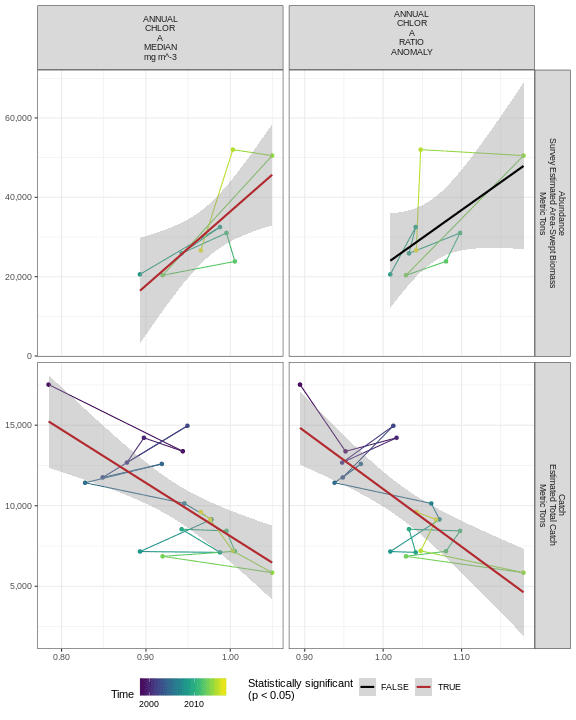 ANNUAL
CHLOR
A
MEDIAN
mg m^-3
ANNUAL
CHLOR
A
RATIO
ANOMALY
60,000
40,000
20,000
0
Abundance
Survey Estimated Area-Swept Biomass
Metric Tons
15,000
10,000
5,000
Catch
Estimated Total Catch
Metric Tons
0.80
0.90
1.00
0.90
1.00
1.10
Time
2000
2010
Statistically significant
(p < 0.05)
FALSE
TRUE